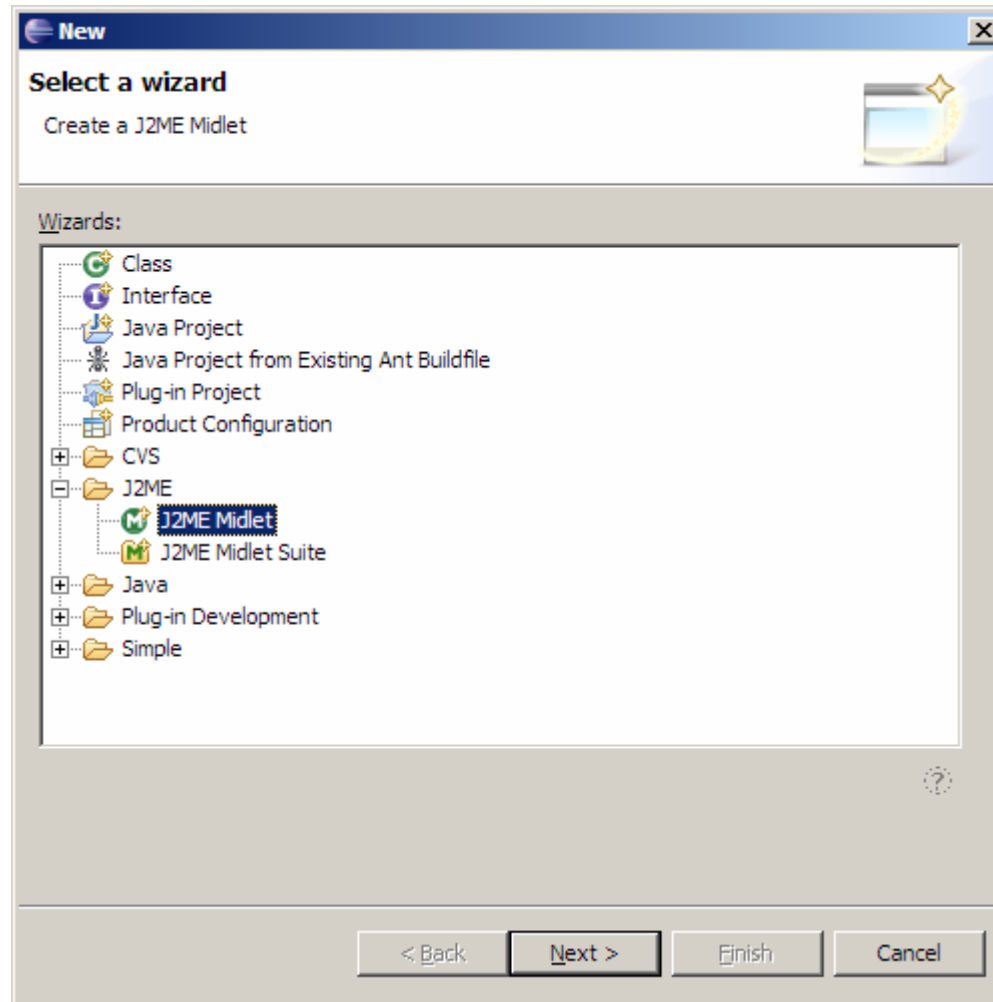 New
Select a wizard
Create a J2ME Midlet
Wizards:
Class
Interface
Java Project
Java Project from Existing Ant Buildfile
Plug-in Project
Product Configuration
CVS
J2ME
J2ME Midlet
J2ME Midlet Suite
Java
Plug-in Development
Simple
< Back Next > Finish Cancel